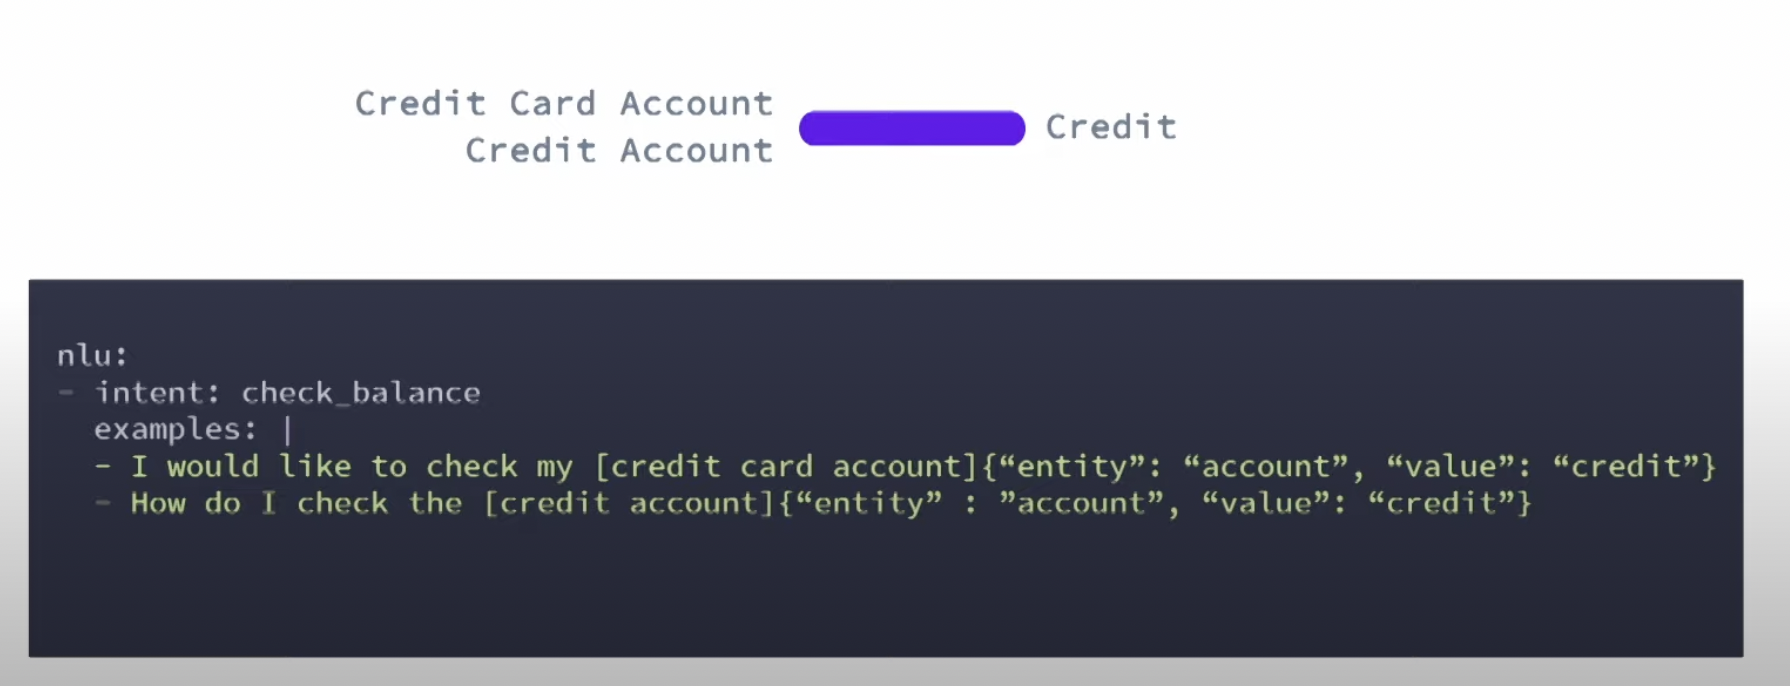 Credit Card Account
Credit Account
Credit
nlu:
- intent: check_balance
examples: |
- I would like to check my [credit card account]{“entity”: “account”, “value”: “credit”}
- How do I check the [credit account]{“entity” : ”account”, “value”: “credit”}